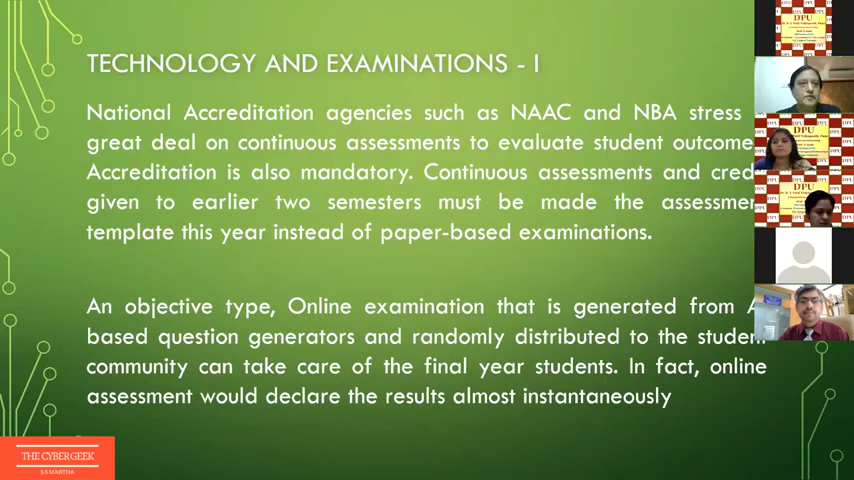 TECHNOLOGY AND EXAMINATIONS - I
National Accreditation agencies such as NAAC and NBA stress
great deal on continuous assessments to evaluate student outcome
Accreditation is also mandatory. Continuous assessments and cred
given to earlier two semesters must be made the assessmen
template this year instead of paper-based examinations.
An objective type, Online examination that is generated from A
based question generators and randomly distributed to the studen
community can take care of the final year students. In fact, online
assessment would declare the results almost instantaneously
THE CYBERGEEK
S S MANTHA
DPU
DPU
DPU